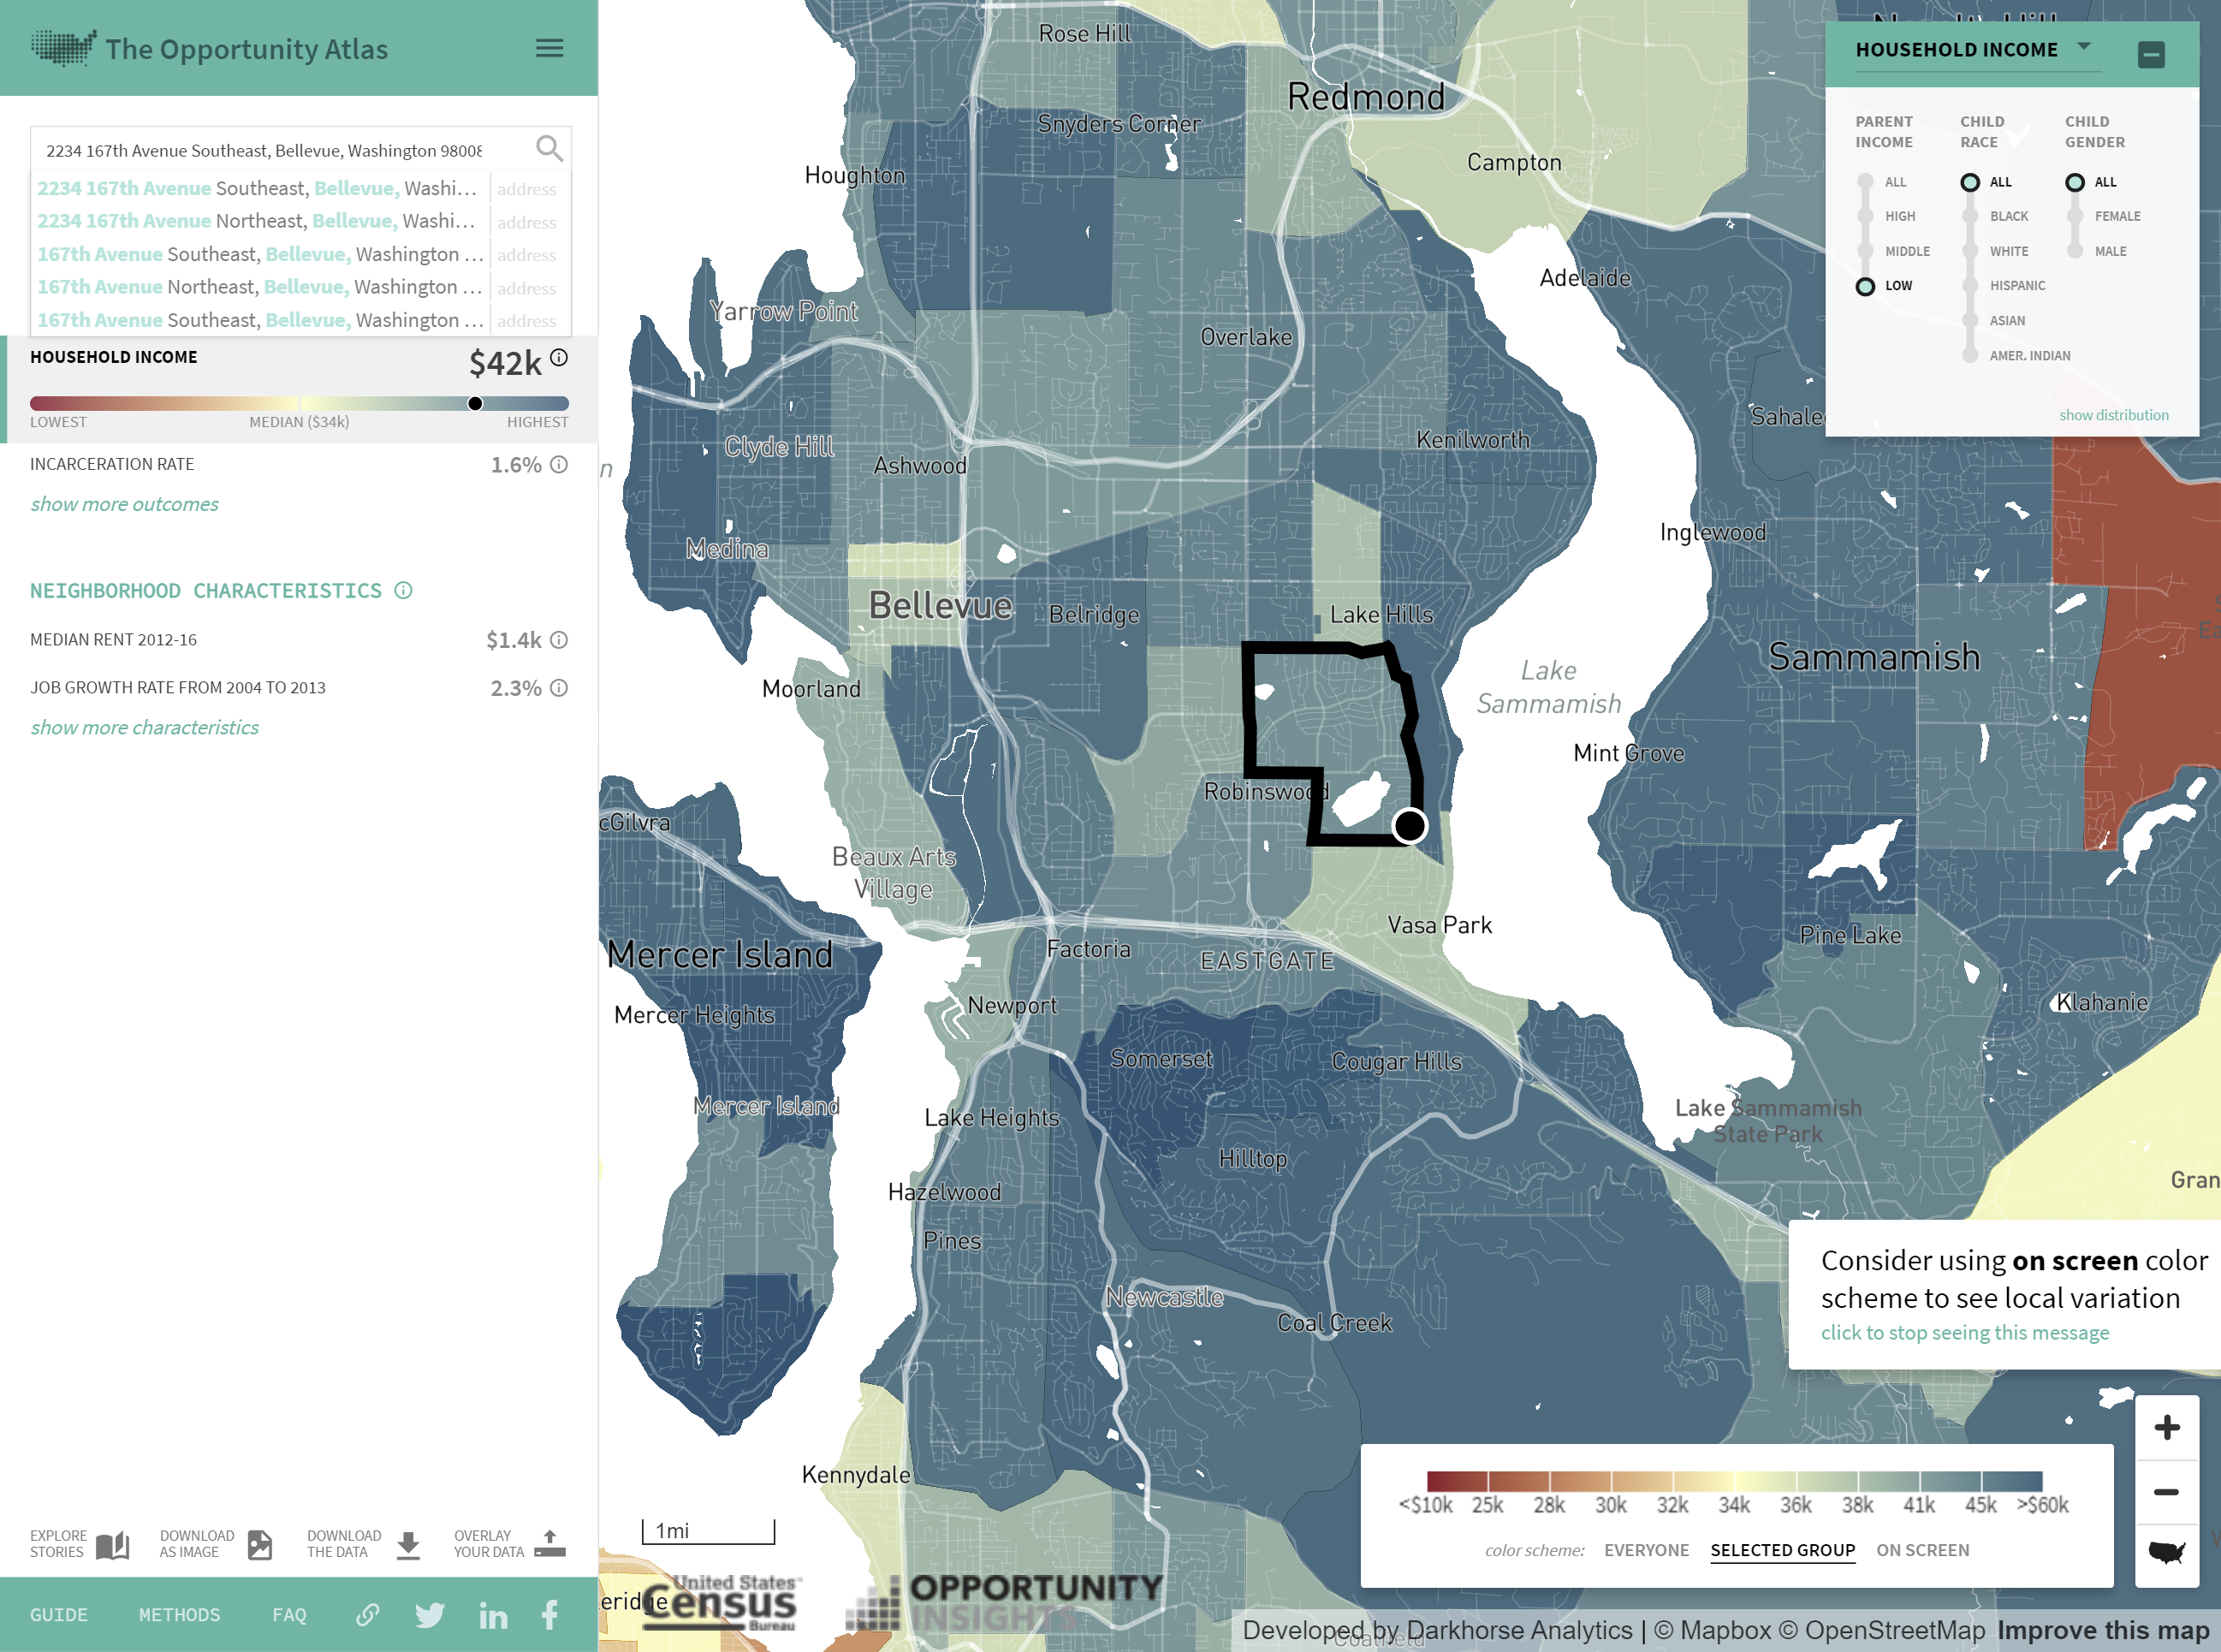 The Opportunity Atlas
2234 167th Avenue Southeast, Bellevue, Washington 98008
2234 167th Avenue Southeast, Bellevue, Washi... address
2234 167th Avenue Northeast, Bellevue, Washi... address
167th Avenue Southeast, Bellevue, Washington ... address
167th Avenue Northeast, Bellevue, Washington ... address
167th Avenue Southeast, Bellevue, Washington ... address
HOUSEHOLD INCOME $42k
LOWEST MEDIAN ($34k) HIGHEST
INCARCERATION RATE 1.6%
show more outcomes
NEIGHBORHOOD CHARACTERISTICS
MEDIAN RENT 2012-16 $1.4k
JOB GROWTH RATE FROM 2004 TO 2013 2.3%
show more characteristics
EXPLORE STORIES
DOWNLOAD AS IMAGE
DOWNLOAD THE DATA
OVERLAY YOUR DATA
GUIDE METHODS FAQ
HOUSEHOLD INCOME
PARENT INCOME
ALL
HIGH
MIDDLE
LOW
CHILD RACE
ALL
BLACK
WHITE
HISPANIC
ASIAN
AMER. INDIAN
CHILD GENDER
ALL
FEMALE
MALE
show distribution
Rose Hill
Redmond
Snyders Corner
Campton
Houghton
Adelaide
Yarrow Point
Overlake
Sahale
Clyde Hill
Kenilworth
Ashwood
n
Inglewood
Medina
Bellevue
Belridge
Lake Hills
Sammamish
Moorland
Lake
Sammamish
Mint Grove
Robinswood
cGilvra
Beaux Arts
Village
Vasa Park
Mercer Island
Factoria
EASTGATE
Pine Lake
Newport
Mercer Heights
Klahanie
Somerset
Cougar Hills
Mercer Island
Lake Heights
Lake Sammamish
State Park
Hilltop
Gran
Hazelwood
Pines
Newcastle
Coal Creek
Kennydale
Consider using on screen color
scheme to see local variation
click to stop seeing this message
<$10k 25k 28k 30k 32k 34k 36k 38k 41k 45k >$60k
color scheme: EVERYONE SELECTED GROUP ON SCREEN
1mi
eridge
United States
Census
Bureau
OPPORTUNITY
INSIGHTS
Coalfield
Developed by Darkhorse Analytics | © Mapbox © OpenStreetMap Improve this map